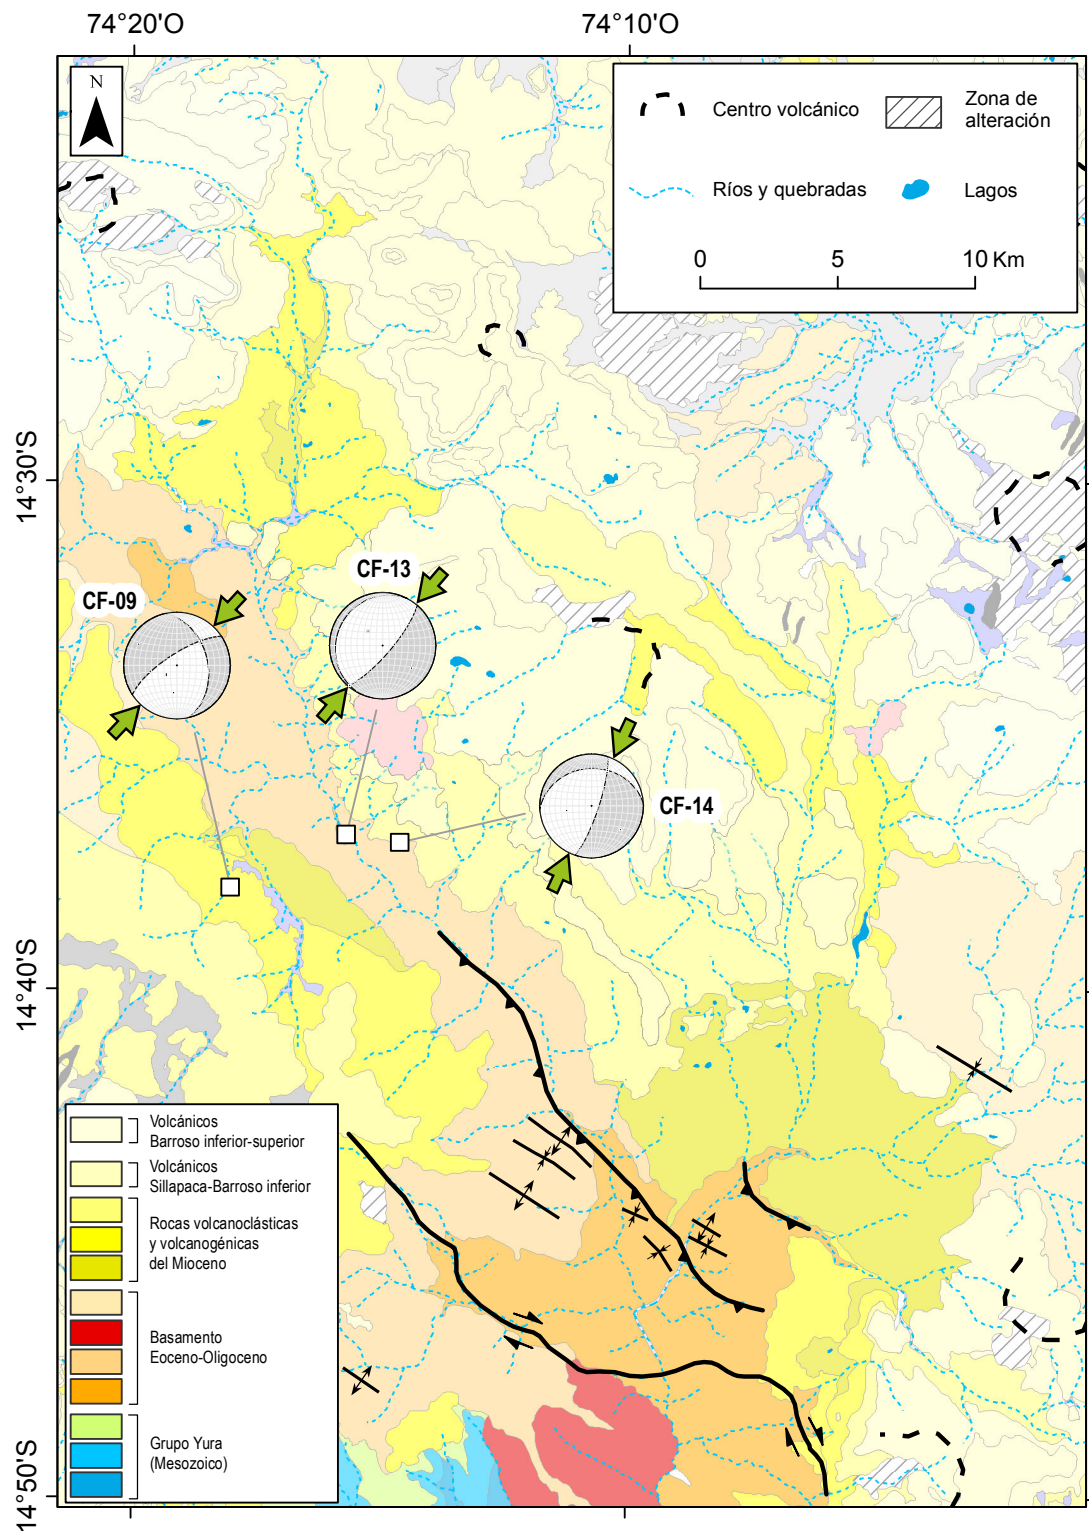 74°20'O
74°10'O
N
Centro volcánico
Zona de
alteración
Ríos y quebradas
Lagos
0
5
10 Km
14°30'S
CF-13
CF-09
CF-14
14°40'S
Volcánicos
Barroso inferior-superior
Volcánicos
Sillapaca-Barroso inferior
Rocas volcanoclásticas
y volcanogénicas
del Mioceno
Basamento
Eoceno-Oligoceno
Grupo Yura
(Mesozoico)
14°50'S